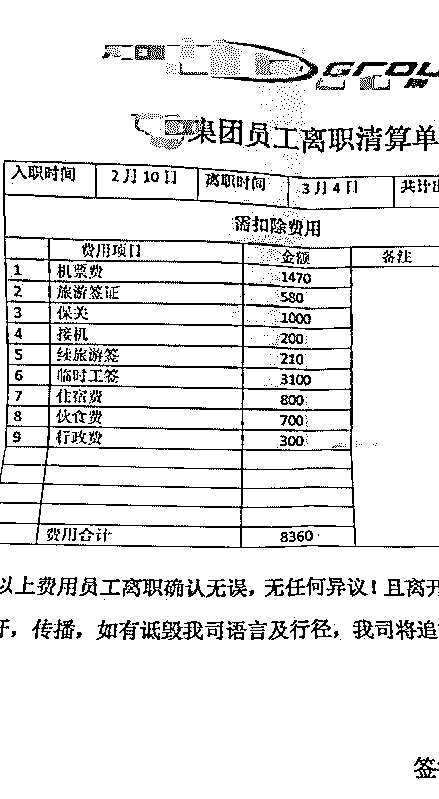 GROU
集团员工离职清算单
入职时间 2月10日 离职时间 3月4日 共计出
需扣除费用
费用项目 金额 备注
1 机票费 1470
2 旅游签证 580
3 保关 1000
4 接机 200
5 续旅游签 210
6 临时工签 3100
7 住宿费 800
8 伙食费 700
9 行政费 300
费用合计 8360
以上费用员工离职确认无误，无任何异议！且离开
传播，如有诋毁我司语言及行径，我司将追
签